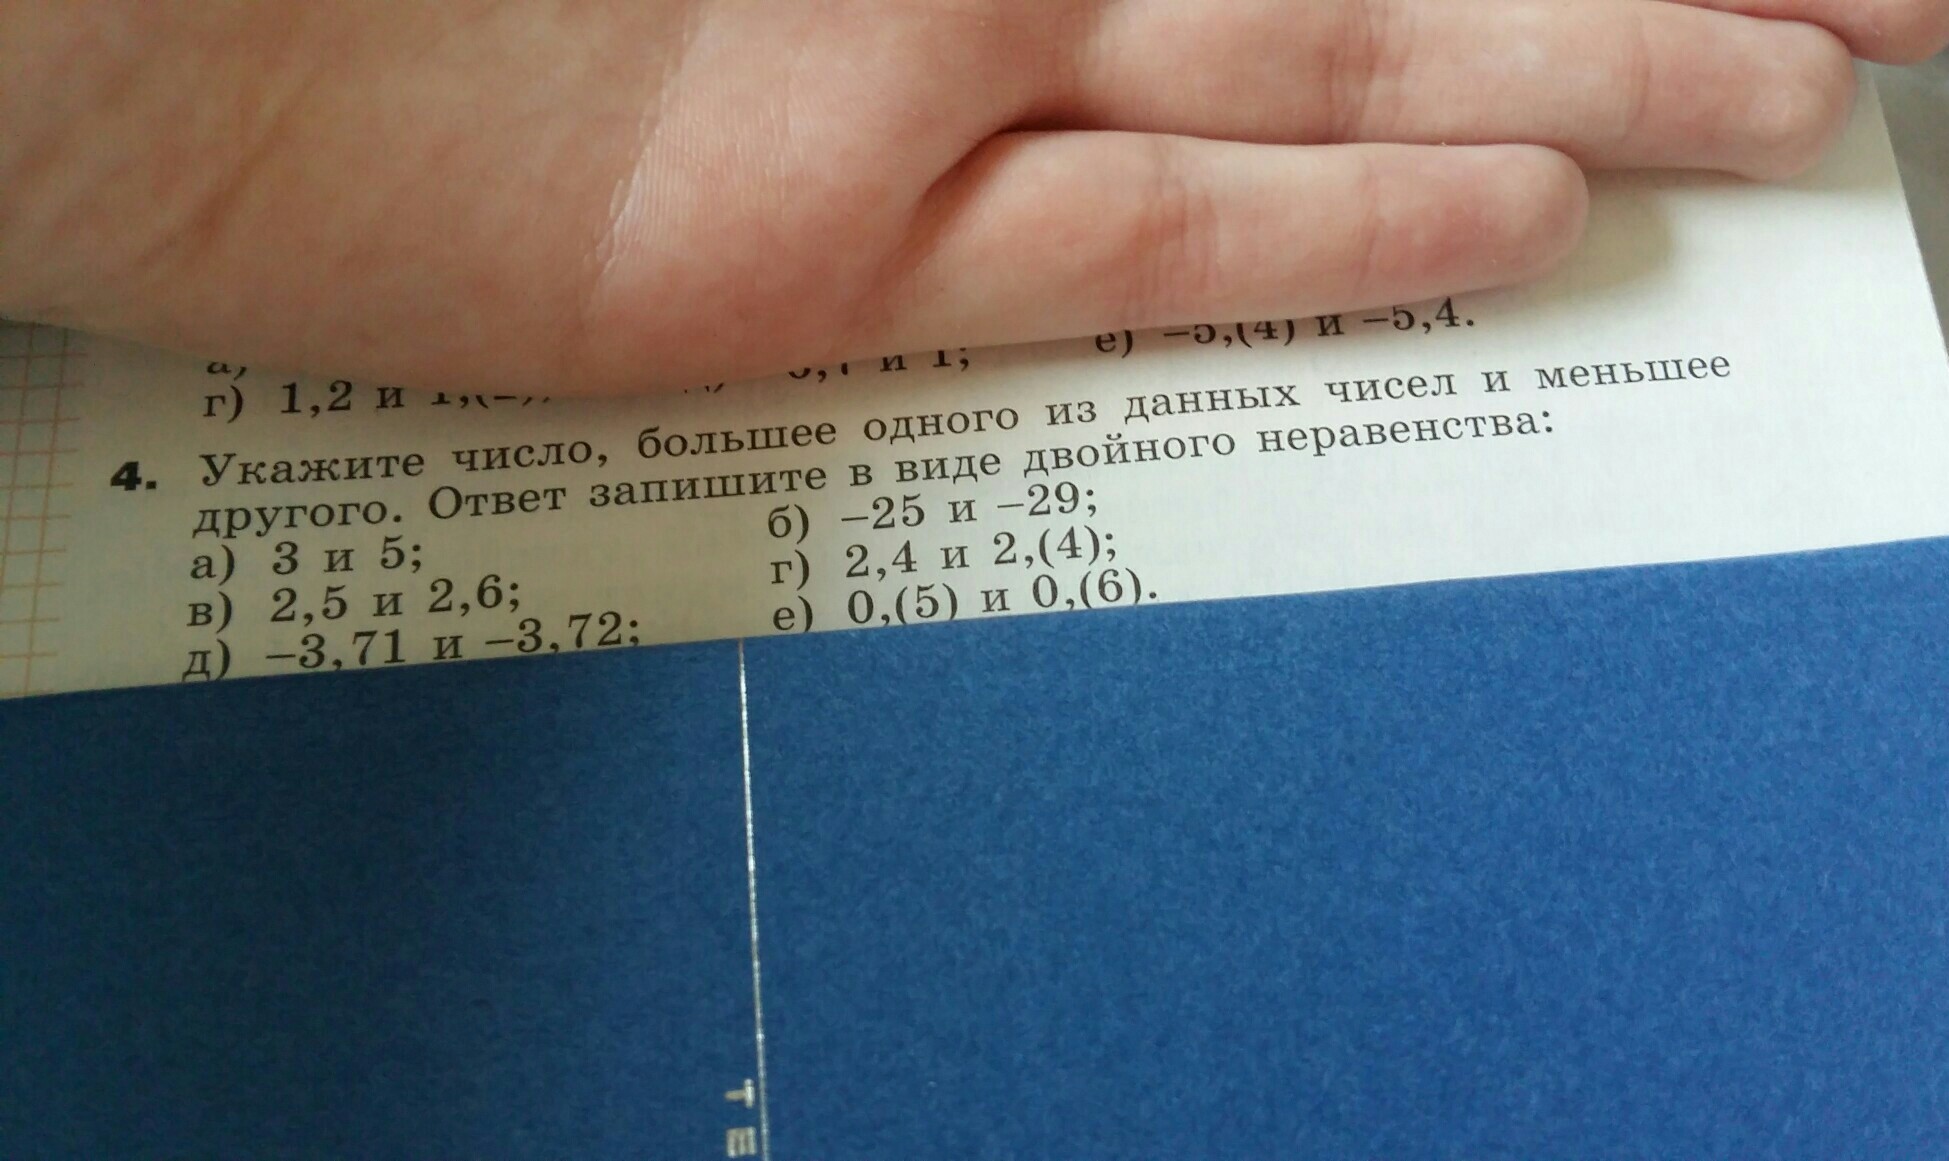 е) –5,(4) и –5,4.
г) 1,2 и и 1;
4. Укажите число, большее одного из данных чисел и меньшее
другого. Ответ запишите в виде двойного неравенства:
а) 3 и 5; б) –25 и –29;
в) 2,5 и 2,6; г) 2,4 и 2,(4);
д) –3,71 и –3,72; е) 0,(5) и 0,(6).